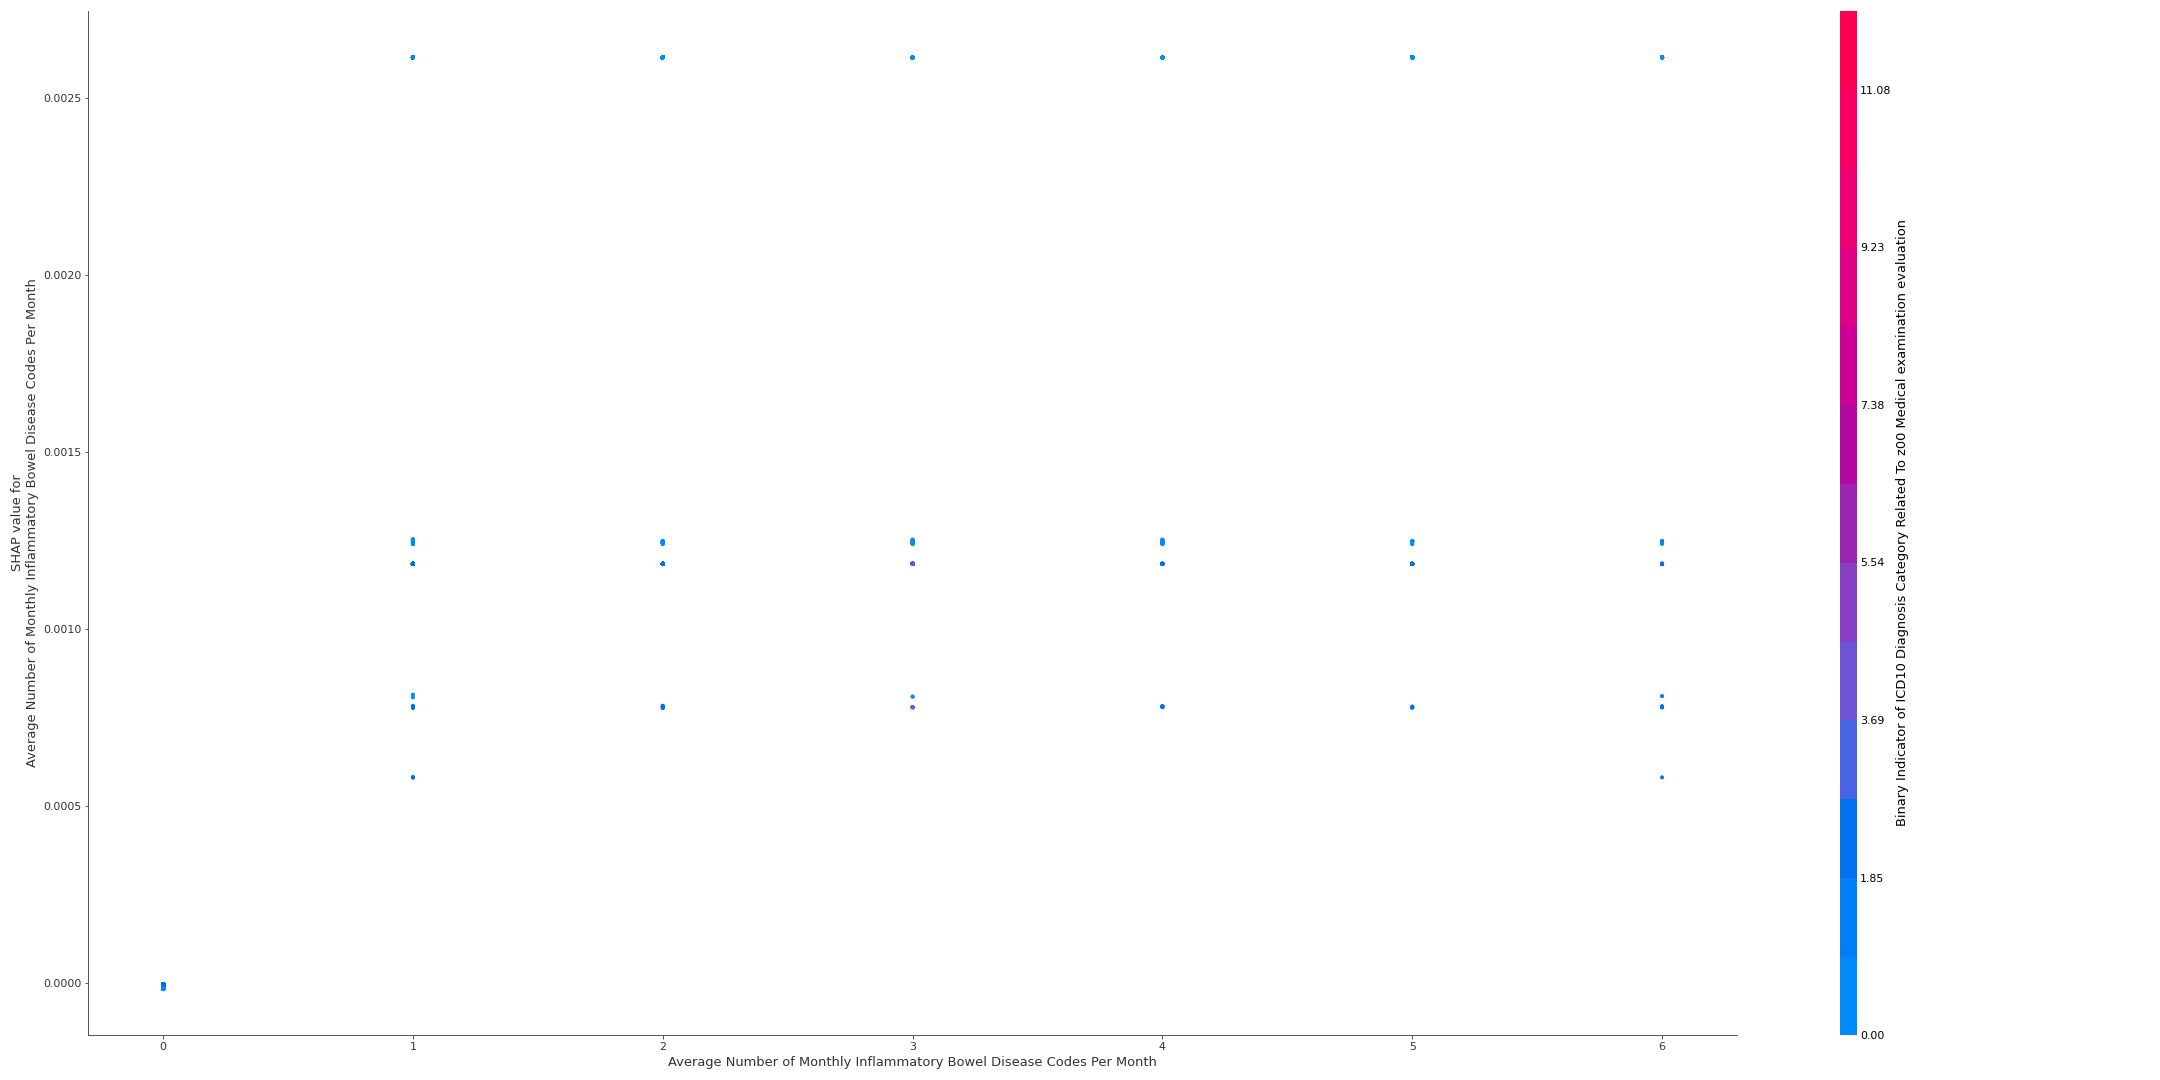 0.0025
0.0020
0.0015
0.0010
0.0005
0.0000
SHAP value for
Average Number of Monthly Inflammatory Bowel Disease Codes Per Month
0 1 2 3 4 5 6
Average Number of Monthly Inflammatory Bowel Disease Codes Per Month
11.08
9.23
7.38
5.54
3.69
1.85
0.00
Binary Indicator of ICD10 Diagnosis Category Related To z00 Medical examination evaluation